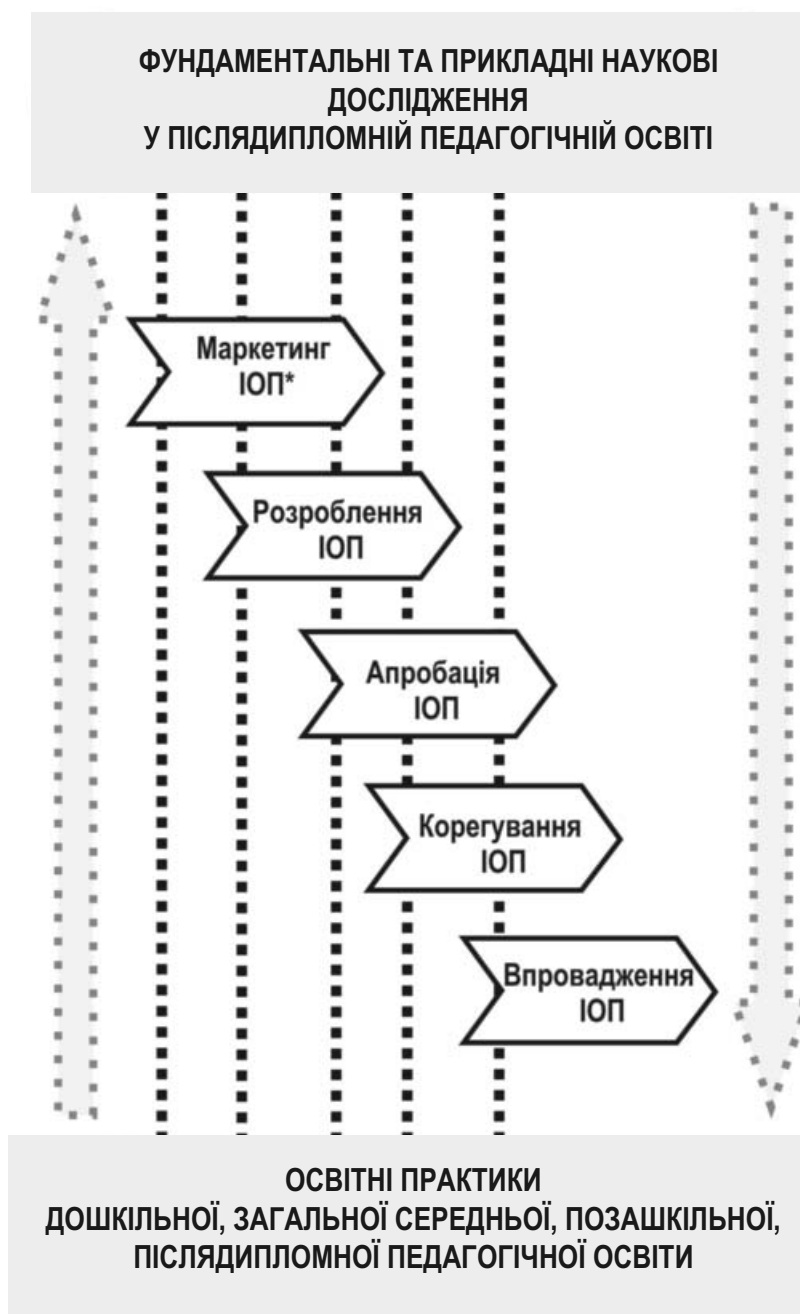 ФУНДАМЕНТАЛЬНІ ТА ПРИКЛАДНІ НАУКОВІ
ДОСЛІДЖЕННЯ
У ПІСЛЯДИПЛОМНІЙ ПЕДАГОГІЧНІЙ ОСВІТІ
Маркетинг
ІОП*
Розроблення
ІОП
Апробація
ІОП
Корегування
ІОП
Впровадження
ІОП
ОСВІТНІ ПРАКТИКИ
ДОШКІЛЬНОЇ, ЗАГАЛЬНОЇ СЕРЕДНЬОЇ, ПОЗАШКІЛЬНОЇ,
ПІСЛЯДИПЛОМНОЇ ПЕДАГОГІЧНОЇ ОСВІТИ